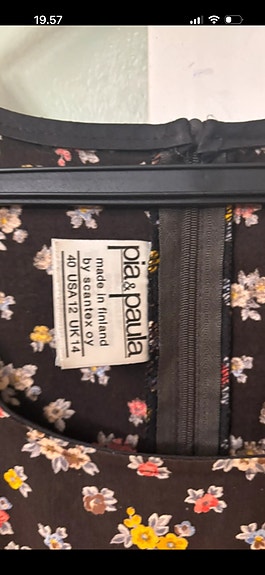 19.57
pia&paula
made in finland
by scantex oy
40 USA 12 UK 14